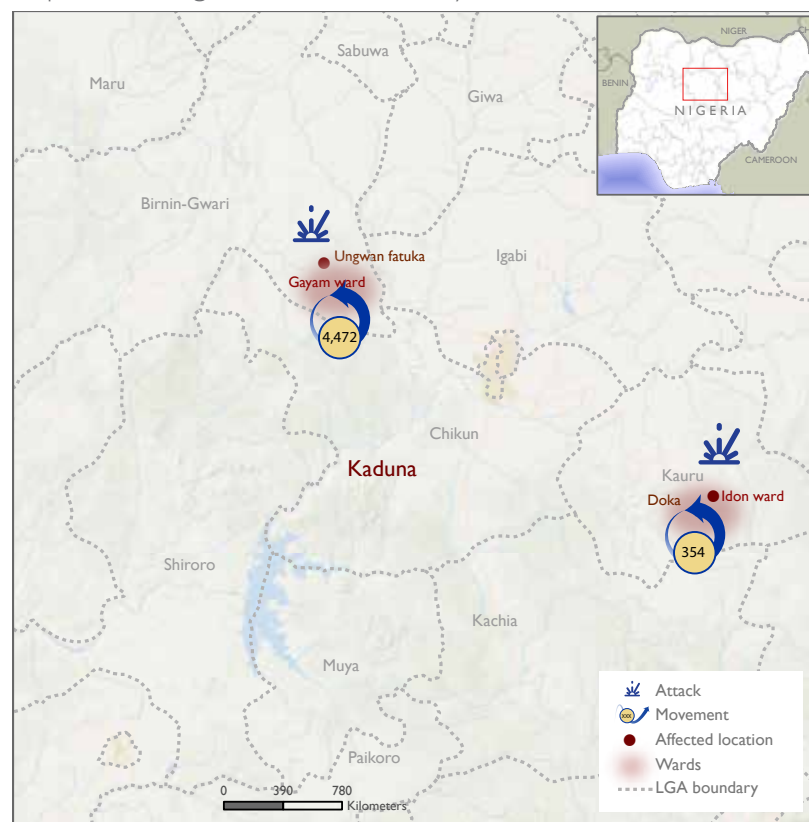 Sabuwa
Maru
Giwa
Birnin-Gwari
Ungwan fatuka
Igabi
Gayam ward
4,472
Chikun
Kaduna
Kauru
Doka
Idon ward
354
Shiroro
Kachia
Muya
Paikoro
0 390 780
Kilometers
NIGER
BENIN
NIGERIA
CAMEROON
Attack
xxx
Movement
Affected location
Wards
LGA boundary